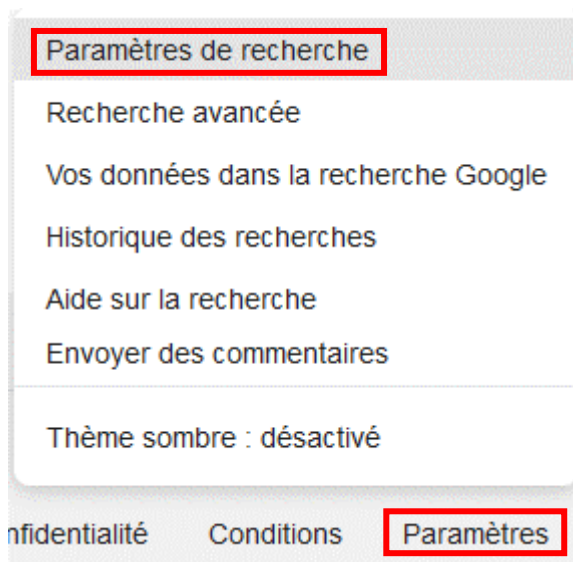 Paramètres de recherche
Recherche avancée
Vos données dans la recherche Google
Historique des recherches
Aide sur la recherche
Envoyer des commentaires
Thème sombre : désactivé
nfidentialité Conditions Paramètres